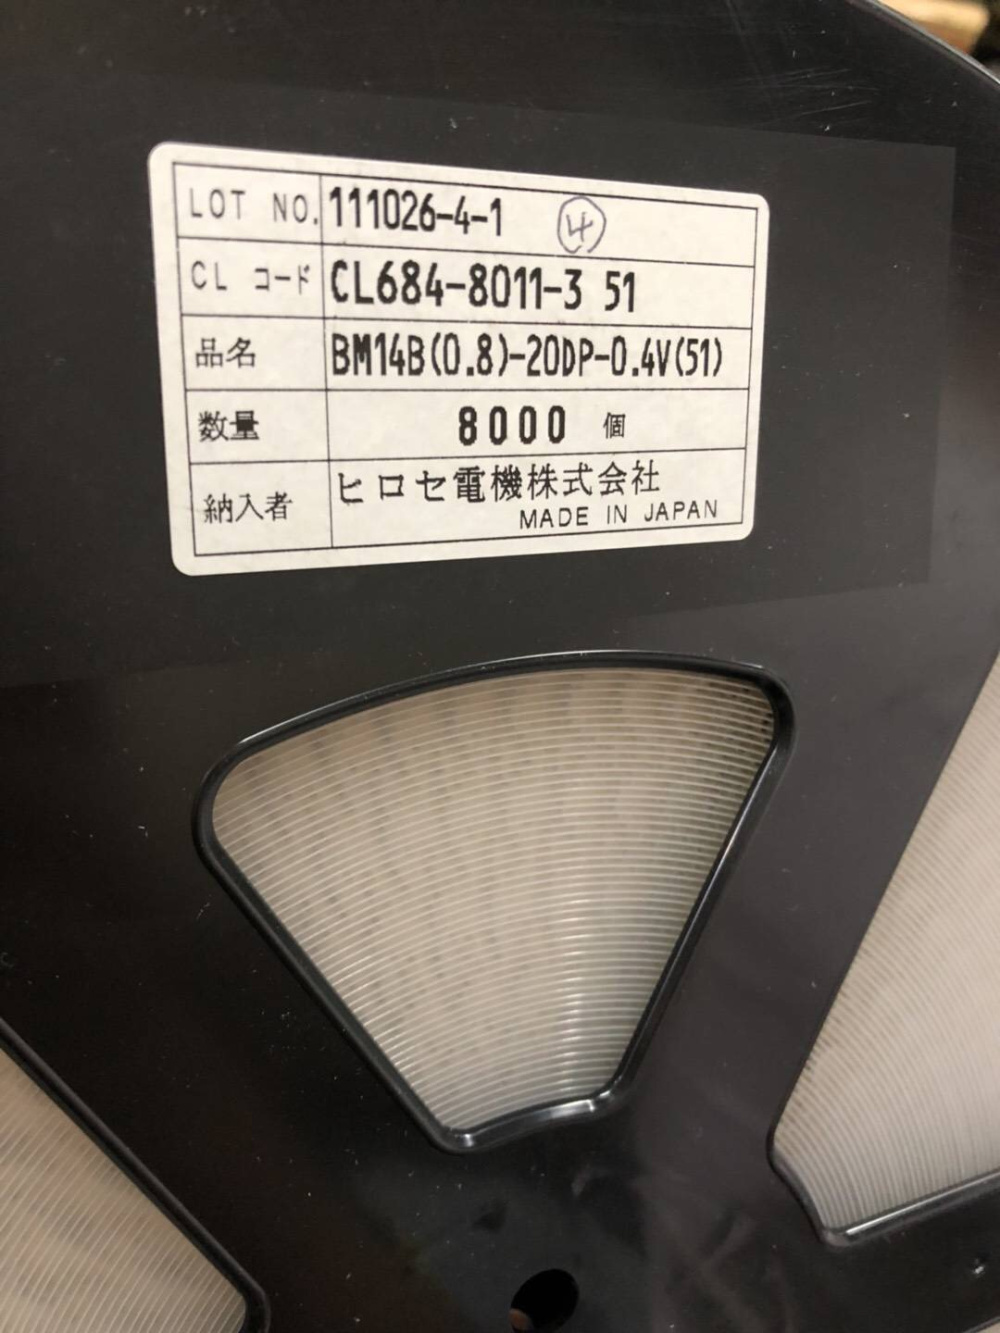 LOT NO. 111026-4-1 4
CL コード CL684-8011-3 51
品名 BM14B(0.8)-20DP-0.4V(51)
数量 8000 個
納入者 ヒロセ電機株式会社
MADE IN JAPAN